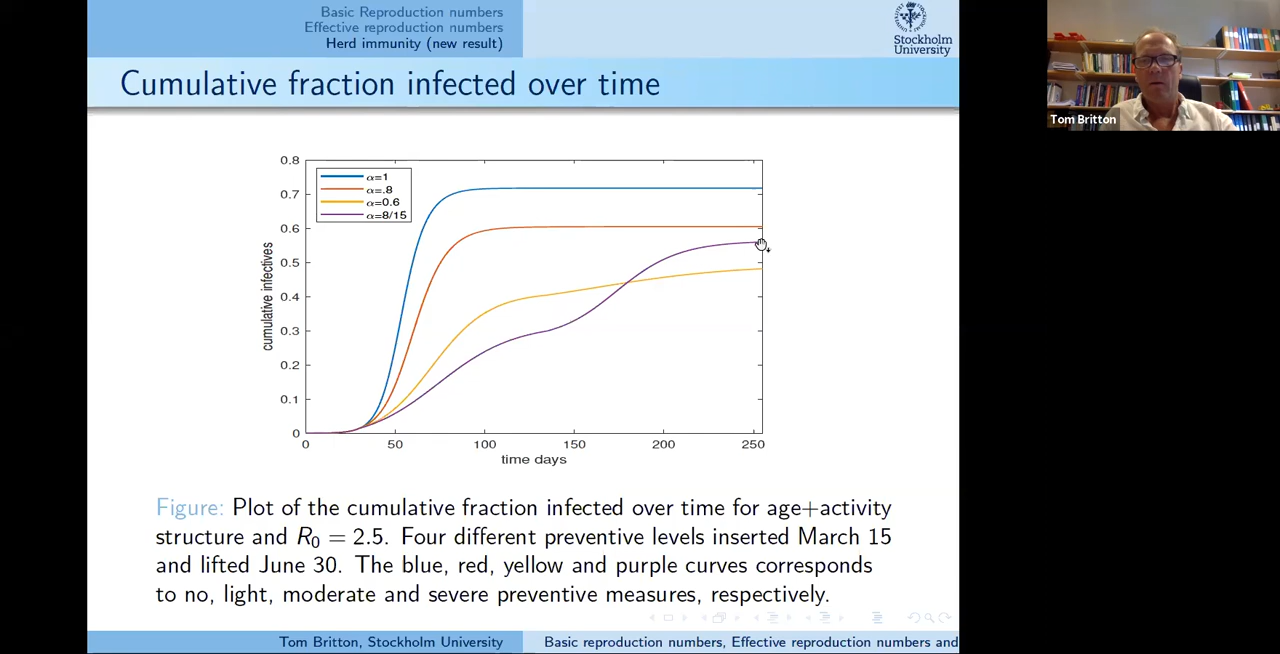 Basic Reproduction numbers
Effective reproduction numbers
Herd immunity (new result)
Stockholm
University
Cumulative fraction infected over time
Tom Britton
0.8
0.7
0.6
0.5
0.4
0.3
0.2
0.1
0
cumulative infectives
α=1
α=.8
α=0.6
α=8/15
0
50
100
150
200
250
time days
Figure: Plot of the cumulative fraction infected over time for age+activity
structure and R₀ = 2.5. Four different preventive levels inserted March 15
and lifted June 30. The blue, red, yellow and purple curves corresponds
to no, light, moderate and severe preventive measures, respectively.
Tom Britton, Stockholm University
Basic reproduction numbers, Effective reproduction numbers and